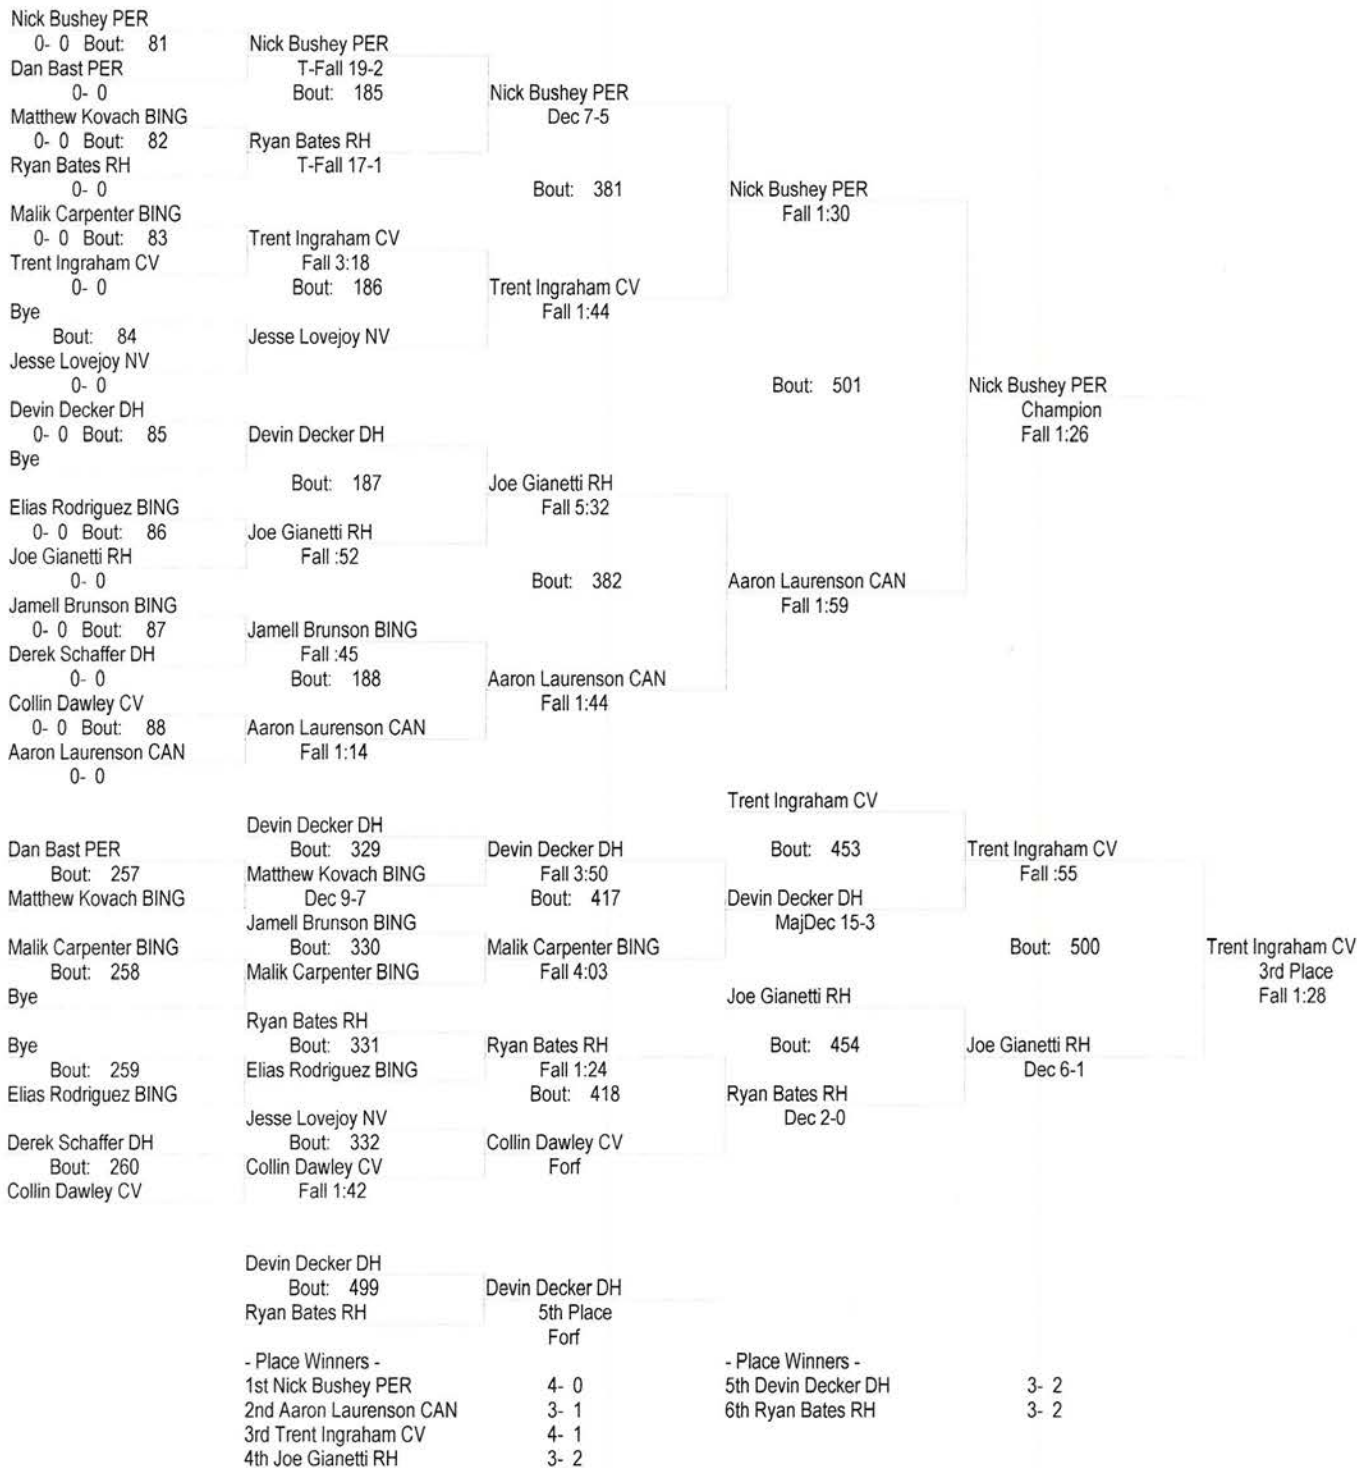 Nick Bushey PER
0- 0 Bout: 81 Nick Bushey PER
Dan Bast PER T-Fall 19-2
0- 0 Bout: 185 Nick Bushey PER
Matthew Kovach BING Dec 7-5
0- 0 Bout: 82 Ryan Bates RH
Ryan Bates RH T-Fall 17-1
0- 0 Bout: 381 Nick Bushey PER
Malik Carpenter BING Fall 1:30
0- 0 Bout: 83 Trent Ingraham CV
Trent Ingraham CV Fall 3:18
0- 0 Bout: 186 Trent Ingraham CV
Bye Fall 1:44
Bout: 84 Jesse Lovejoy NV
Jesse Lovejoy NV
0- 0 Bout: 501 Nick Bushey PER
Devin Decker DH Champion
0- 0 Bout: 85 Devin Decker DH Fall 1:26
Bye
Bout: 187 Joe Gianetti RH
Elias Rodriguez BING Fall 5:32
0- 0 Bout: 86 Joe Gianetti RH
Joe Gianetti RH Fall :52
0- 0 Bout: 382 Aaron Laurenson CAN
Jamell Brunson BING Fall 1:59
0- 0 Bout: 87 Jamell Brunson BING
Derek Schaffer DH Fall :45
0- 0 Bout: 188 Aaron Laurenson CAN
Collin Dawley CV Fall 1:44
0- 0 Bout: 88 Aaron Laurenson CAN
Aaron Laurenson CAN Fall 1:14
0- 0
Trent Ingraham CV
Devin Decker DH
Dan Bast PER Bout: 329 Devin Decker DH Bout: 453 Trent Ingraham CV
Bout: 257 Matthew Kovach BING Fall 3:50 Fall :55
Matthew Kovach BING Dec 9-7 Bout: 417 Devin Decker DH
Jamell Brunson BING MajDec 15-3
Malik Carpenter BING Bout: 330 Malik Carpenter BING Bout: 500 Trent Ingraham CV
Bout: 258 Malik Carpenter BING Fall 4:03 3rd Place
Bye Joe Gianetti RH Fall 1:28
Ryan Bates RH
Bye Bout: 331 Ryan Bates RH Bout: 454 Joe Gianetti RH
Bout: 259 Elias Rodriguez BING Fall 1:24 Dec 6-1
Elias Rodriguez BING Bout: 418 Ryan Bates RH
Jesse Lovejoy NV Dec 2-0
Derek Schaffer DH Bout: 332 Collin Dawley CV
Bout: 260 Collin Dawley CV Forf
Collin Dawley CV Fall 1:42
Devin Decker DH
Bout: 499 Devin Decker DH
Ryan Bates RH 5th Place
Forf
- Place Winners - - Place Winners -
1st Nick Bushey PER 4- 0 5th Devin Decker DH 3- 2
2nd Aaron Laurenson CAN 3- 1 6th Ryan Bates RH 3- 2
3rd Trent Ingraham CV 4- 1
4th Joe Gianetti RH 3- 2